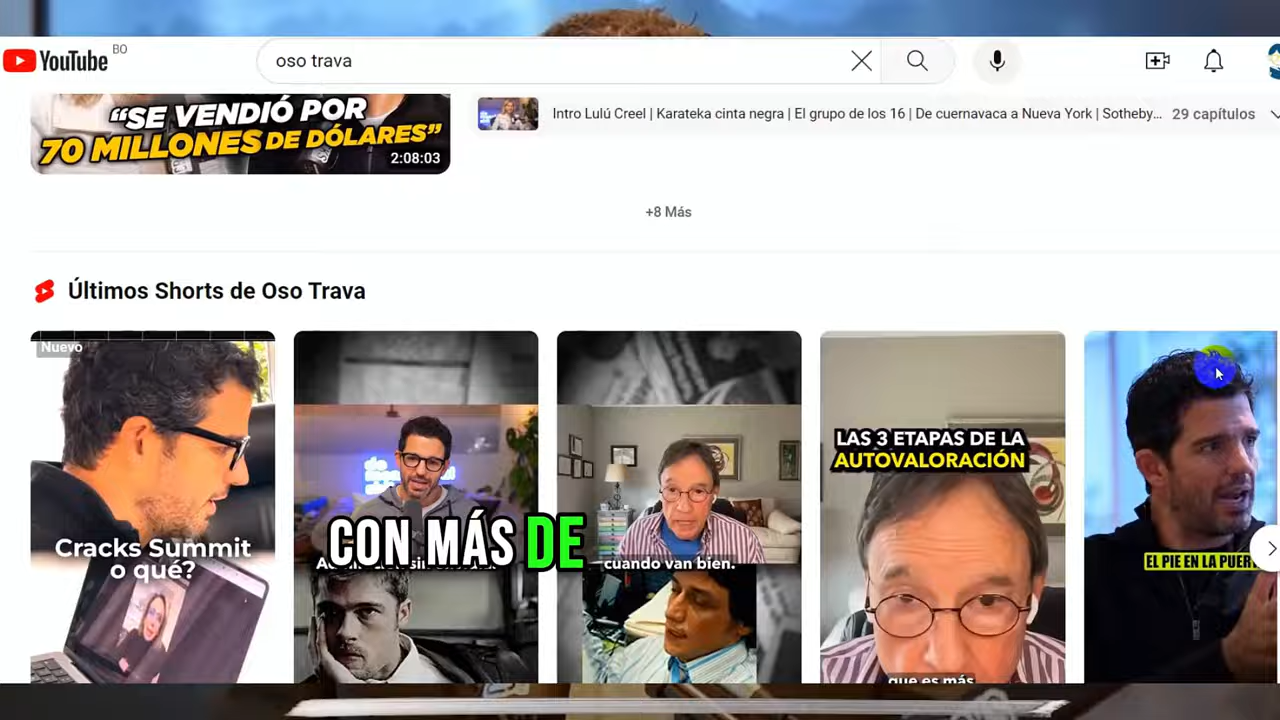 YouTube
BO
oso trava
“SE VENDIÓ POR
70 MILLONES DE DÓLARES”
2:08:03
Intro Lulú Creel | Karateka cinta negra | El grupo de los 16 | De cuernavaca a Nueva York | Sotheby...
29 capítulos
+8 Más
Últimos Shorts de Oso Trava
Nuevo
Cracks Summit
o qué?
CON MÁS DE
cuando van bien.
LAS 3 ETAPAS DE LA
AUTOVALORACIÓN
que es más
EL PIE EN LA